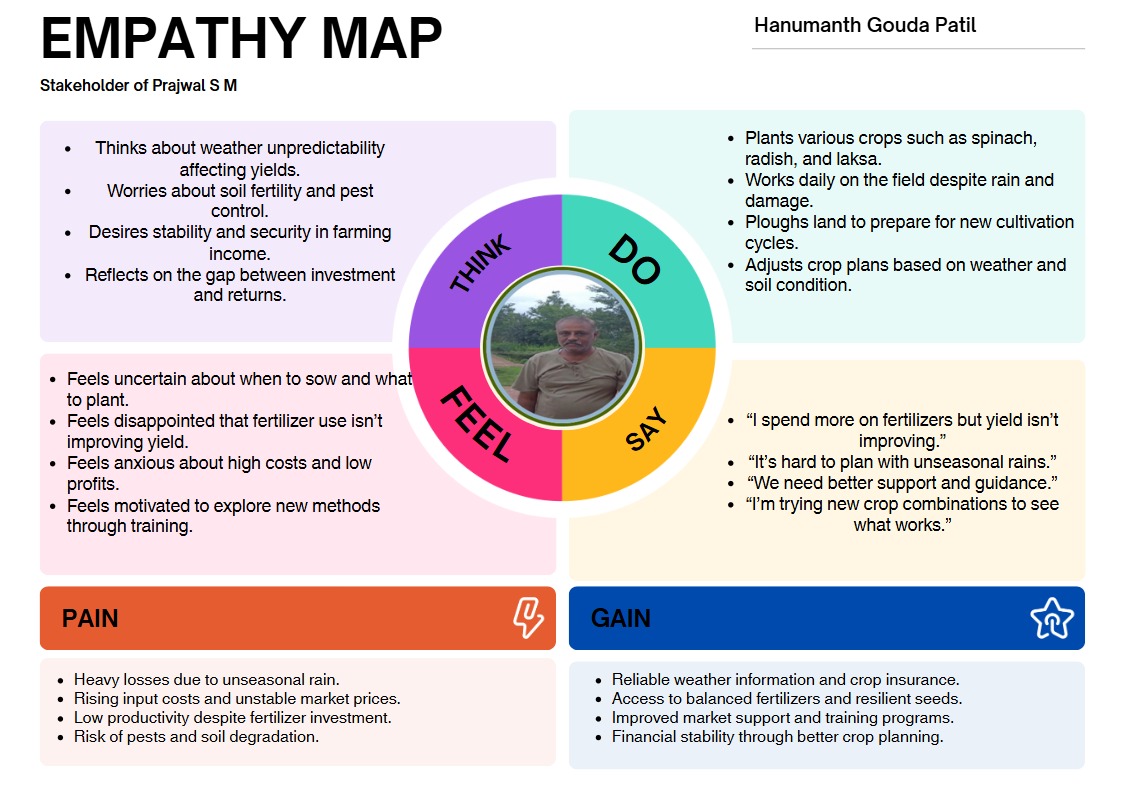 EMPATHY MAP
Hanumanth Gouda Patil
Stakeholder of Prajwal S M
• Thinks about weather unpredictability
affecting yields.
• Worries about soil fertility and pest
control.
• Desires stability and security in farming
income.
• Reflects on the gap between investment
and returns.
• Plants various crops such as spinach,
radish, and laksa.
• Works daily on the field despite rain and
damage.
• Ploughs land to prepare for new cultivation
cycles.
• Adjusts crop plans based on weather and
soil condition.
THINK
DO
FEEL
SAY
• Feels uncertain about when to sow and what
to plant.
• Feels disappointed that fertilizer use isn’t
improving yield.
• Feels anxious about high costs and low
profits.
• Feels motivated to explore new methods
through training.
• “I spend more on fertilizers but yield isn’t
improving.”
• “It’s hard to plan with unseasonal rains.”
• “We need better support and guidance.”
• “I’m trying new crop combinations to see
what works.”
PAIN
• Heavy losses due to unseasonal rain.
• Rising input costs and unstable market prices.
• Low productivity despite fertilizer investment.
• Risk of pests and soil degradation.
GAIN
• Reliable weather information and crop insurance.
• Access to balanced fertilizers and resilient seeds.
• Improved market support and training programs.
• Financial stability through better crop planning.